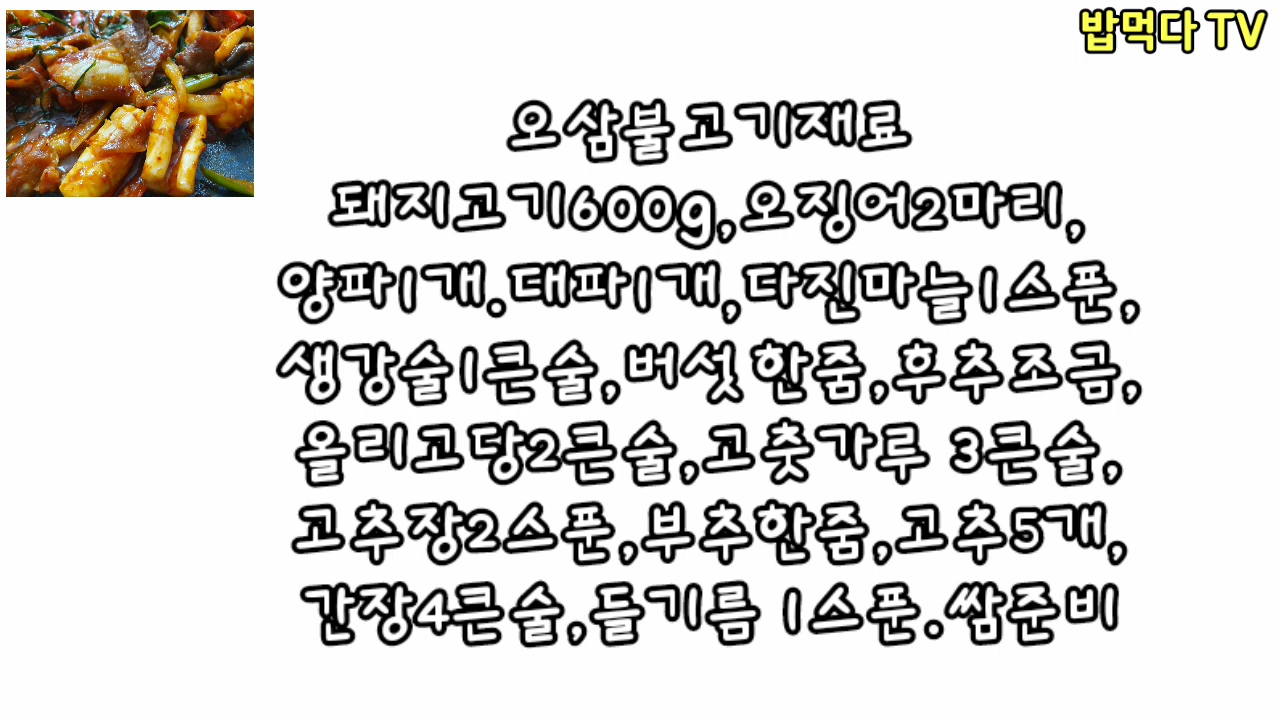 밥먹다 TV
오삼불고기재료
돼지고기600g,오징어2마리,
양파1개.대파1개,다진마늘1스푼,
생강술1큰술,버섯 한줌,후추조금,
올리고당2큰술,고춧가루 3큰술,
고추장2스푼,부추한줌,고추5개,
간장4큰술,들기름 1스푼.쌈준비